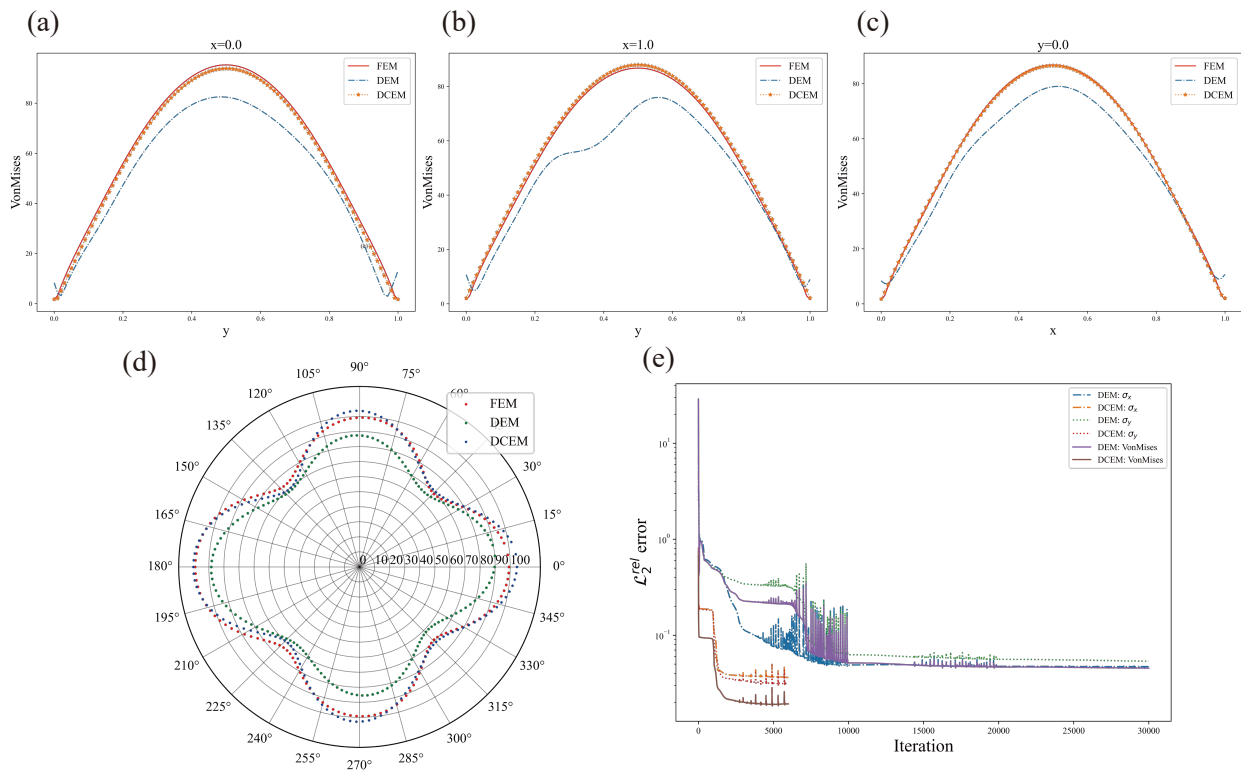 (a)
x=0.0
FEM
DEM
DCEM
VonMises
80
60
40
20
0
0.0 0.2 0.4 0.6 0.8 1.0
y
(b)
x=1.0
FEM
DEM
DCEM
VonMises
80
60
40
20
0
0.0 0.2 0.4 0.6 0.8 1.0
y
(c)
y=0.0
FEM
DEM
DCEM
VonMises
80
60
40
20
0
0.0 0.2 0.4 0.6 0.8 1.0
x
(d)
90°
105° 75°
120° 60°
FEM
DEM
DCEM
135°
150° 30°
165° 15°
0 10 20 30 40 50 60 70 80 90 100
180° 0°
195° 345°
210° 330°
225° 315°
240° 300°
255° 285°
270°
(e)
DEM: σx
DCEM: σx
DEM: σy
DCEM: σy
DEM: VonMises
DCEM: VonMises
10¹
10⁰
10⁻¹
ℒ₂ʳᵉˡ error
0 5000 10000 15000 20000 25000 30000
Iteration